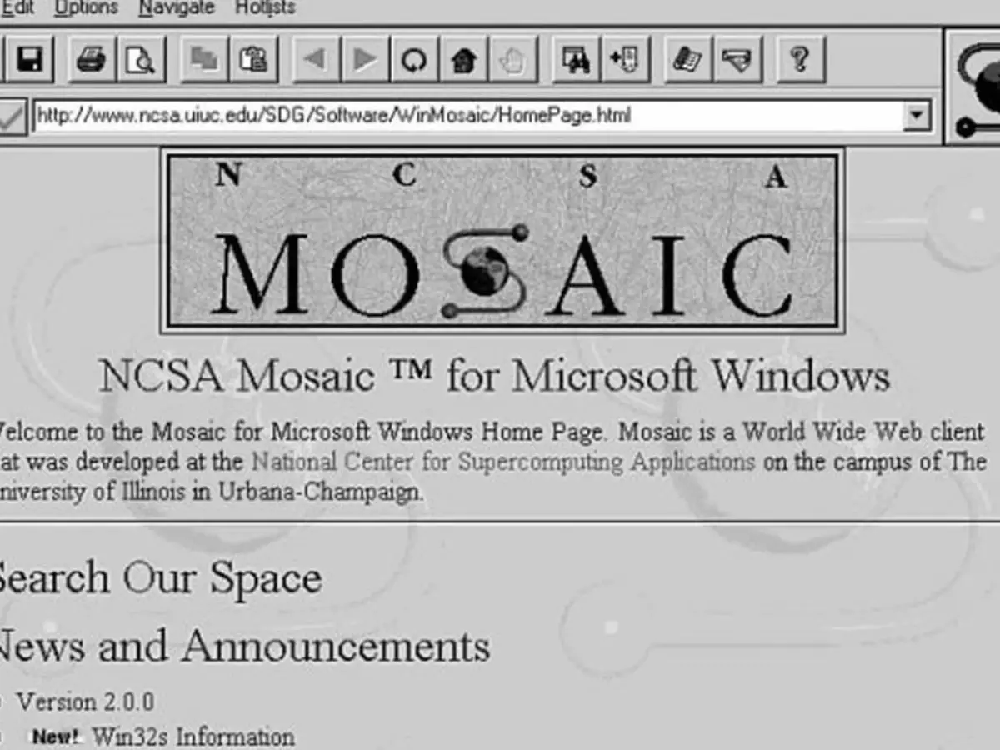 Edit Options Navigate Hotlists
http://www.ncsa.uiuc.edu/SDG/Software/WinMosaic/HomePage.html
N C S A
MOSAIC
NCSA Mosaic ™ for Microsoft Windows
elcome to the Mosaic for Microsoft Windows Home Page. Mosaic is a World Wide Web client
at was developed at the National Center for Supercomputing Applications on the campus of The
niversity of Illinois in Urbana-Champaign.
Search Our Space
News and Announcements
Version 2.0.0
New! Win32s Information